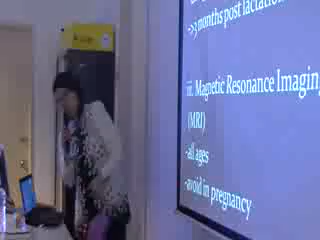 ->3 months post lactation
iii. Magnetic Resonance Imaging
(MRI)
-all ages
-avoid in pregnancy